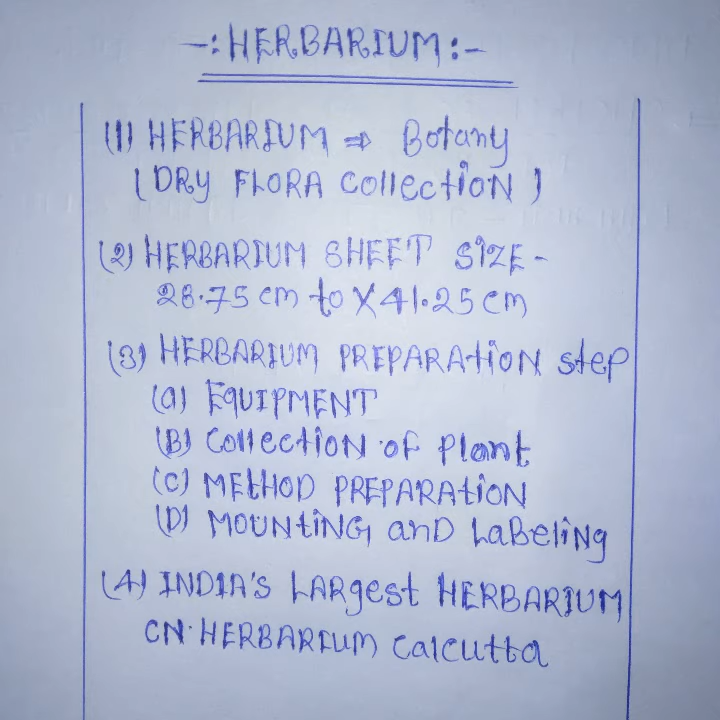 -: HERBARIUM :-
(1) HERBARIUM ⇒ Botany
(DRY FLORA Collection)
(2) HERBARIUM SHEET SIZE -
28.75 cm to X 41.25 cm
(3) HERBARIUM PREPARAtioN step
(a) EQUIPMENT
(B) Collection of Plant
(C) MEtHOD PREPARAtiON
(D) MOUNtiNG anD LaBeling
(4) INDIA'S LARgest HERBARIUM
CN. HERBARIUM Calcutta